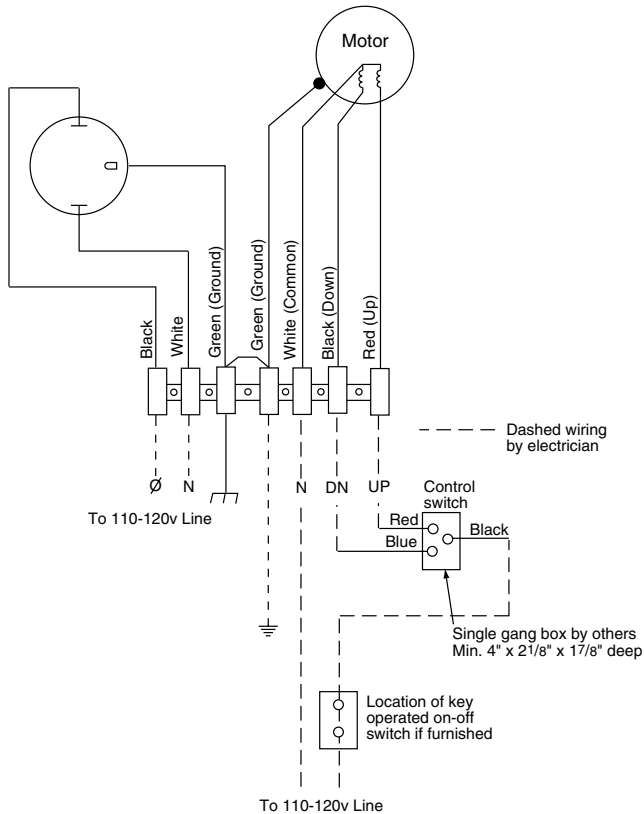 Motor
Black
White
Green (Ground)
Green (Ground)
White (Common)
Black (Down)
Red (Up)
Dashed wiring
by electrician
Ø N N DN UP
To 110-120v Line
Control
switch
Red
Blue
Black
Single gang box by others
Min. 4" x 21/8" x 17/8" deep
Location of key
operated on-off
switch if furnished
To 110-120v Line